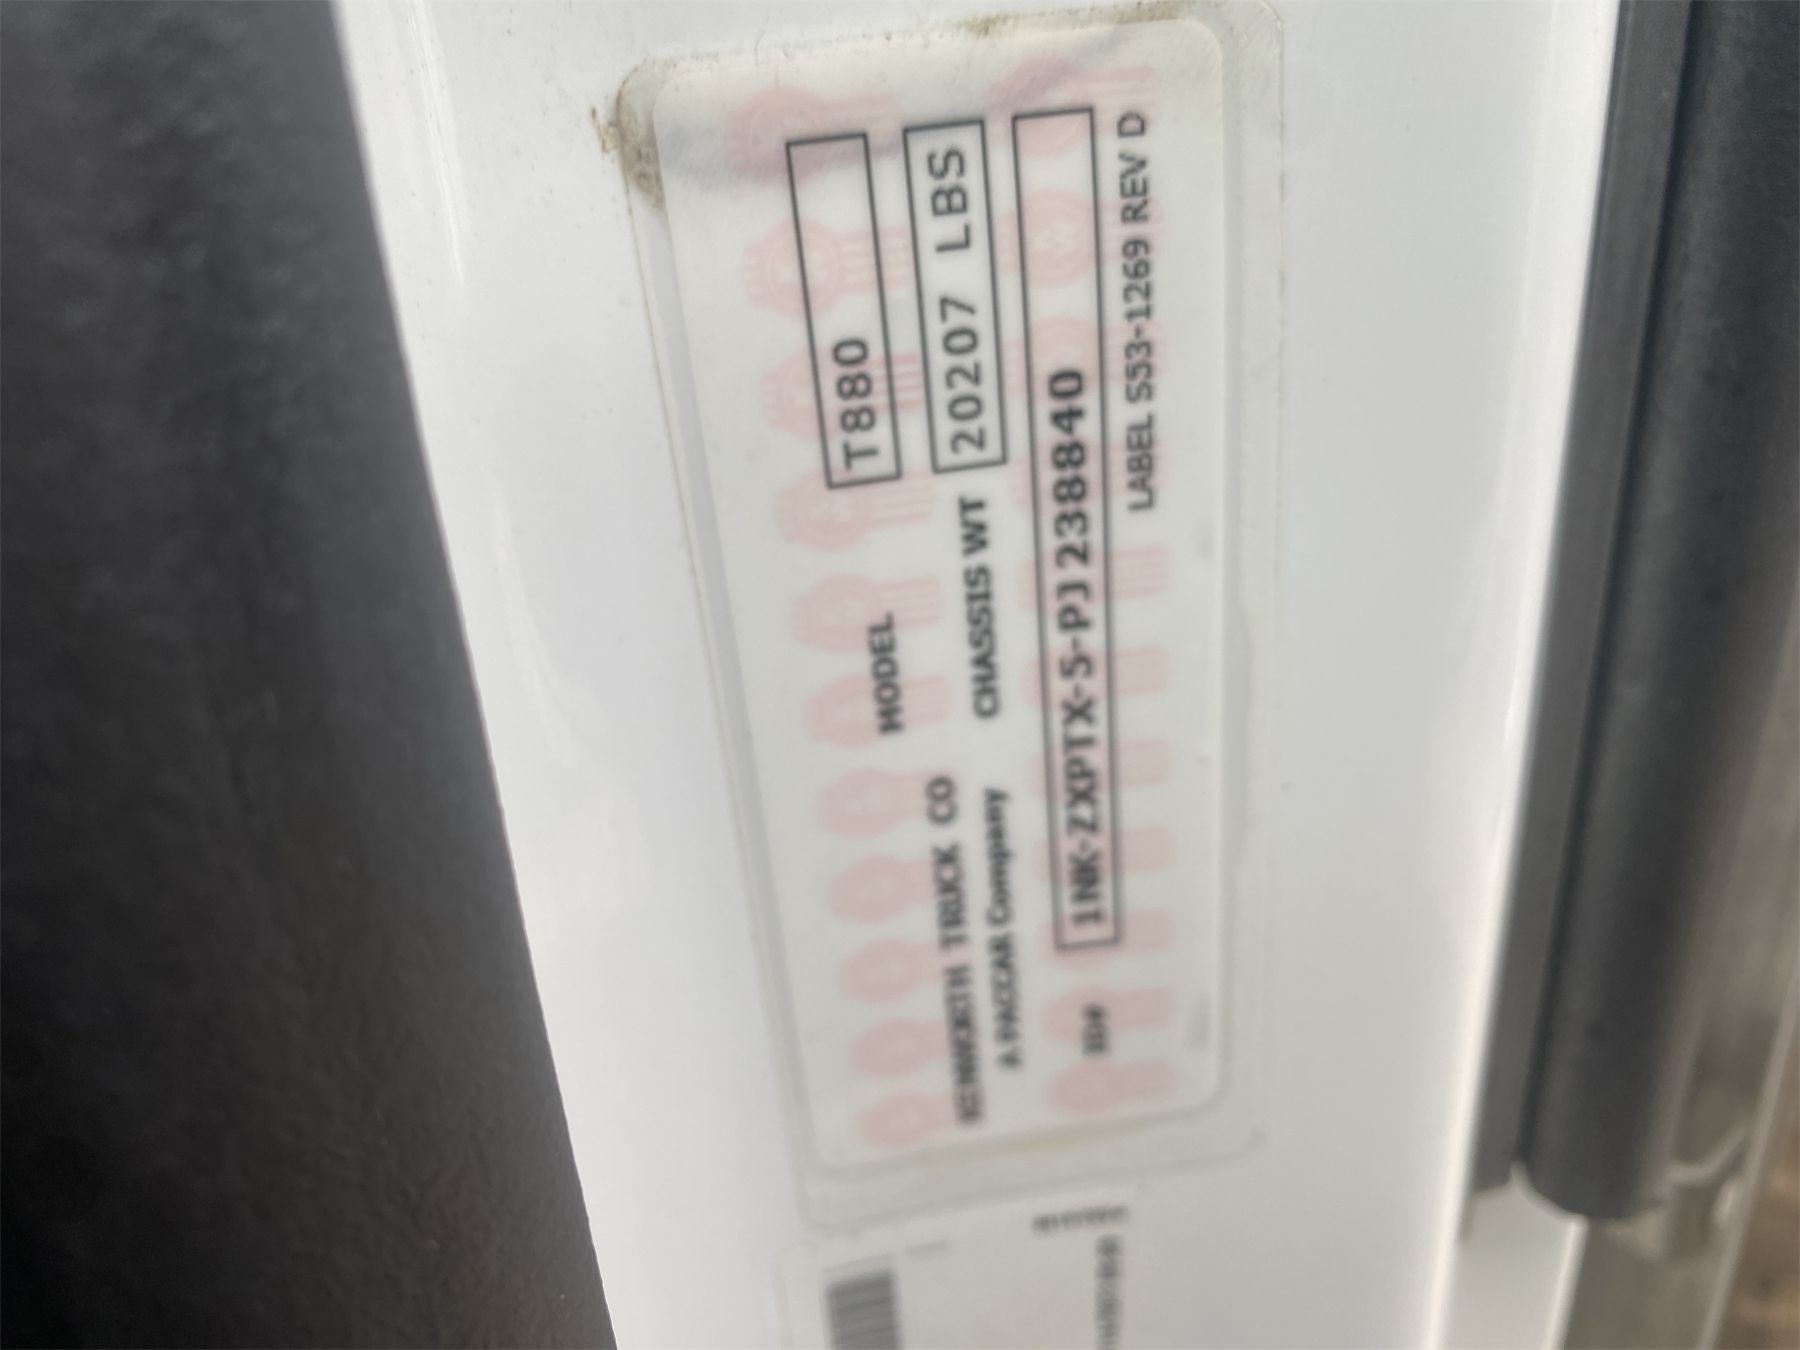 MODEL T880
KENWORTH TRUCK CO
A PACCAR Company
CHASSIS WT 20207 LBS
ID# 1NK-ZXPTX-5-PJ238840
LABEL S53-1269 REV D